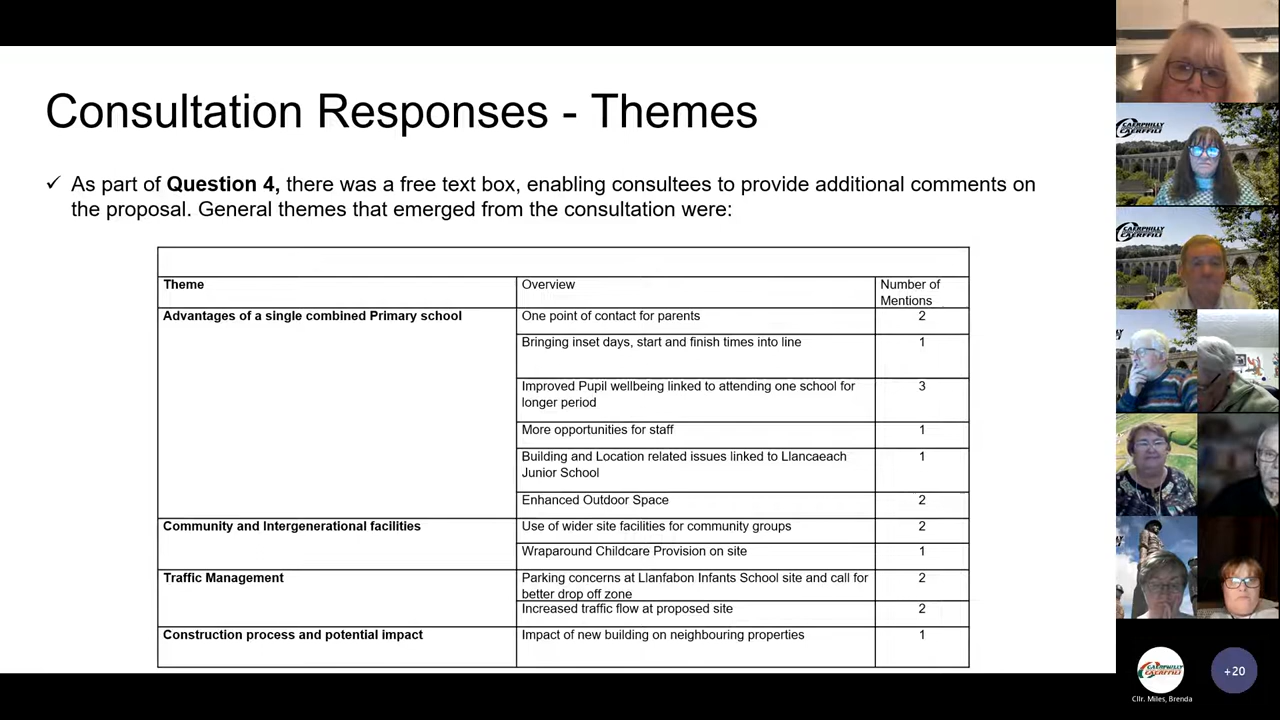 Consultation Responses - Themes
✓ As part of Question 4, there was a free text box, enabling consultees to provide additional comments on
the proposal. General themes that emerged from the consultation were:
Theme
Overview
Number of
Mentions
Advantages of a single combined Primary school
One point of contact for parents
2
Bringing inset days, start and finish times into line
1
Improved Pupil wellbeing linked to attending one school for
longer period
3
More opportunities for staff
1
Building and Location related issues linked to Llancaeach
Junior School
1
Enhanced Outdoor Space
2
Community and Intergenerational facilities
Use of wider site facilities for community groups
2
Wraparound Childcare Provision on site
1
Traffic Management
Parking concerns at Llanfabon Infants School site and call for
better drop off zone
2
Increased traffic flow at proposed site
2
Construction process and potential impact
Impact of new building on neighbouring properties
1
CAERPHILLY
CAERFFILI
CAERPHILLY
CAERFFILI
CAERPHILLY
CAERFFILI
+20
Cllr. Miles, Brenda